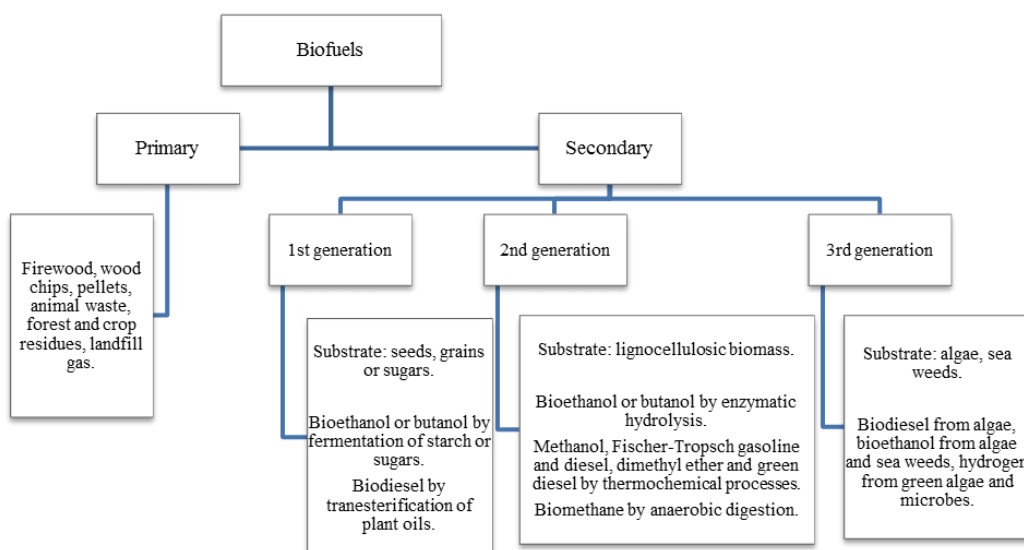 Biofuels
Primary
Secondary
Firewood, wood
chips, pellets,
animal waste,
forest and crop
residues, landfill
gas.
1st generation
2nd generation
3rd generation
Substrate: seeds, grains
or sugars.
Bioethanol or butanol by
fermentation of starch or
sugars.
Biodiesel by
tranesterification of
plant oils.
Substrate: lignocellulosic biomass.
Bioethanol or butanol by enzymatic
hydrolysis.
Methanol, Fischer-Tropsch gasoline
and diesel, dimethyl ether and green
diesel by thermochemical processes.
Biomethane by anaerobic digestion.
Substrate: algae, sea
weeds.
Biodiesel from algae,
bioethanol from algae
and sea weeds, hydrogen
from green algae and
microbes.